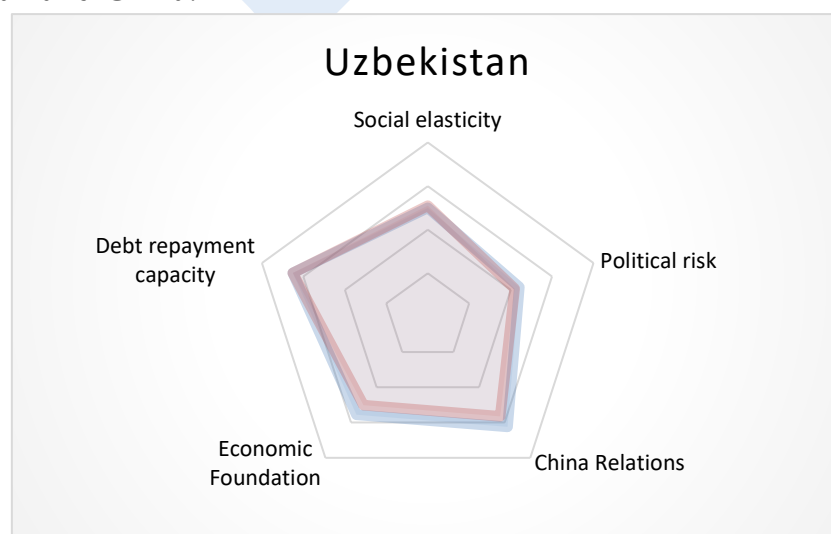 Uzbekistan
Social elasticity
Debt repayment
capacity
Political risk
Economic
Foundation
China Relations